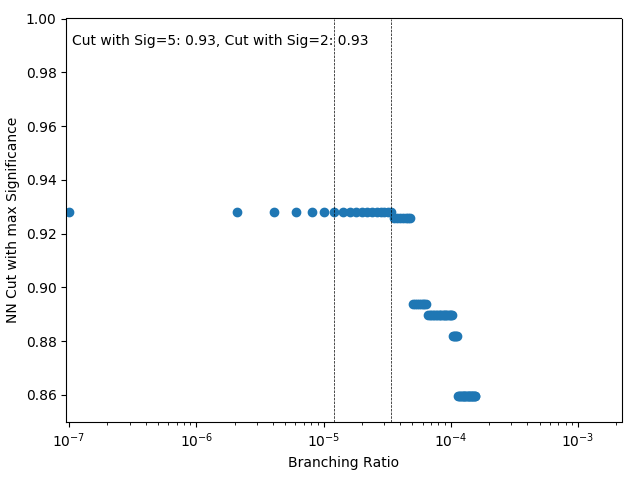 1.00
Cut with Sig=5: 0.93, Cut with Sig=2: 0.93
0.98
0.96
0.94
0.92
0.90
0.88
0.86
NN Cut with max Significance
10⁻⁷ 10⁻⁶ 10⁻⁵ 10⁻⁴ 10⁻³
Branching Ratio